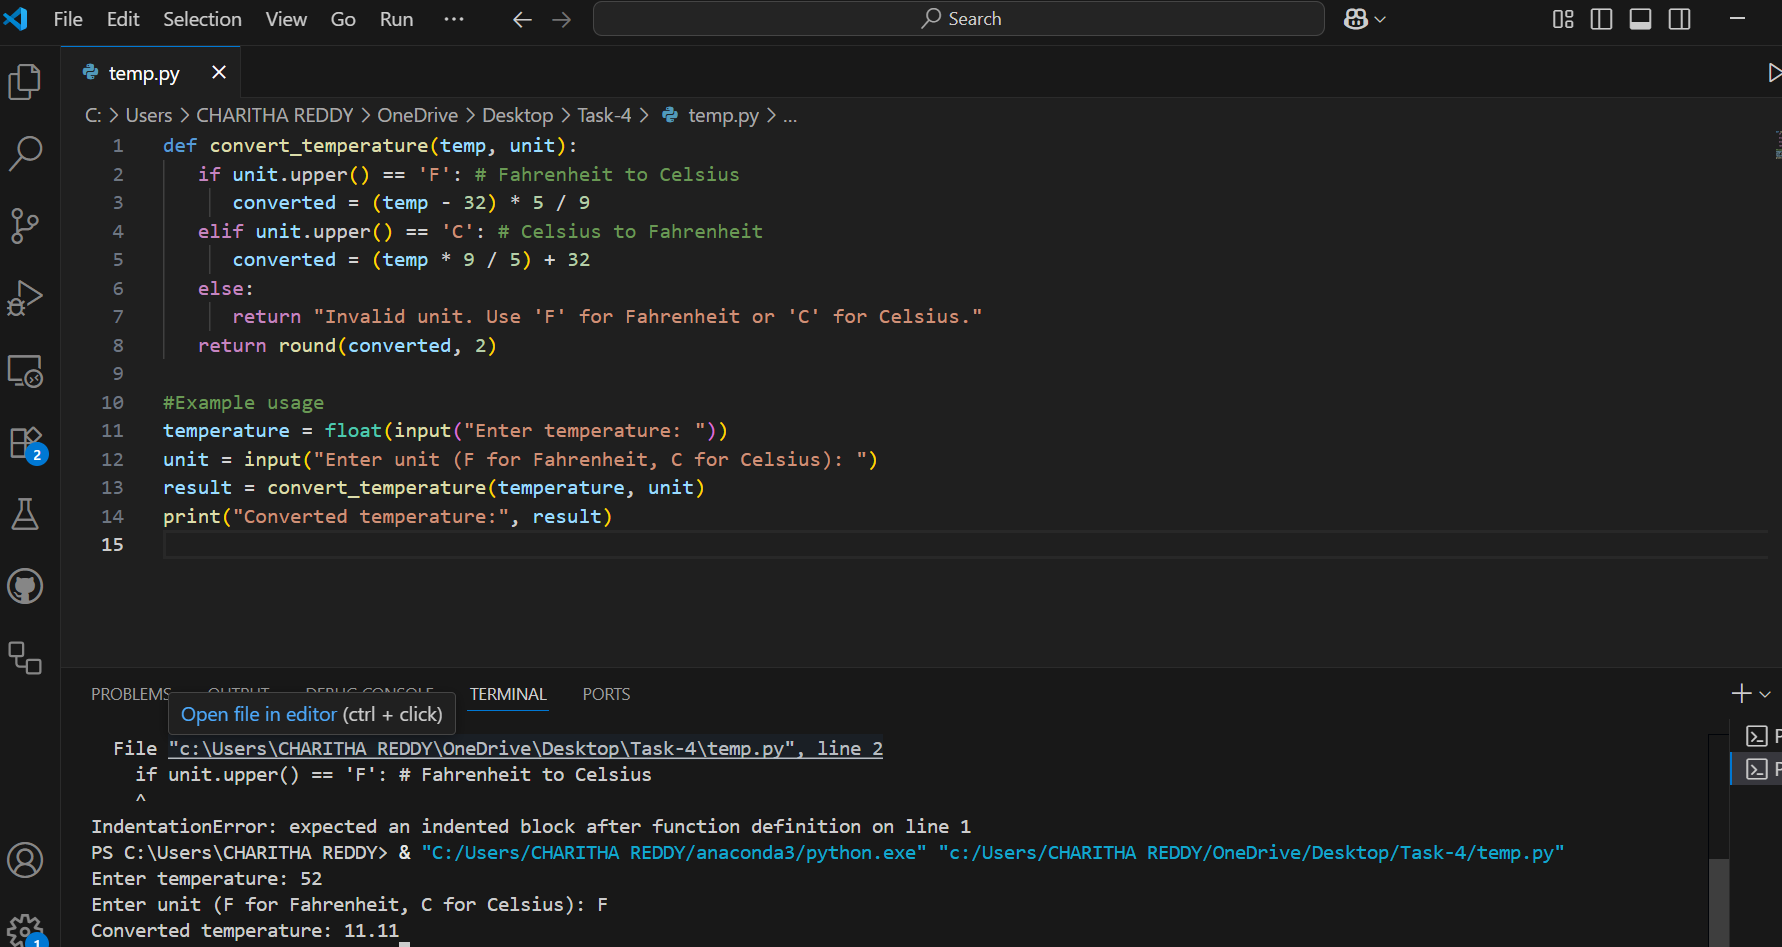 File Edit Selection View Go Run ··· Search
temp.py
C: > Users > CHARITHA REDDY > OneDrive > Desktop > Task-4 > temp.py > ...
1 def convert_temperature(temp, unit):
2 if unit.upper() == 'F': # Fahrenheit to Celsius
3 converted = (temp - 32) * 5 / 9
4 elif unit.upper() == 'C': # Celsius to Fahrenheit
5 converted = (temp * 9 / 5) + 32
6 else:
7 return "Invalid unit. Use 'F' for Fahrenheit or 'C' for Celsius."
8 return round(converted, 2)
9
10 #Example usage
11 temperature = float(input("Enter temperature: "))
12 unit = input("Enter unit (F for Fahrenheit, C for Celsius): ")
13 result = convert_temperature(temperature, unit)
14 print("Converted temperature:", result)
15
2
PROBLEMS OUTPUT DEBUG CONSOLE TERMINAL PORTS
Open file in editor (ctrl + click)
File "c:\Users\CHARITHA REDDY\OneDrive\Desktop\Task-4\temp.py", line 2
if unit.upper() == 'F': # Fahrenheit to Celsius
^
IndentationError: expected an indented block after function definition on line 1
PS C:\Users\CHARITHA REDDY> & "C:/Users/CHARITHA REDDY/anaconda3/python.exe" "c:/Users/CHARITHA REDDY/OneDrive/Desktop/Task-4/temp.py"
Enter temperature: 52
Enter unit (F for Fahrenheit, C for Celsius): F
Converted temperature: 11.11
1